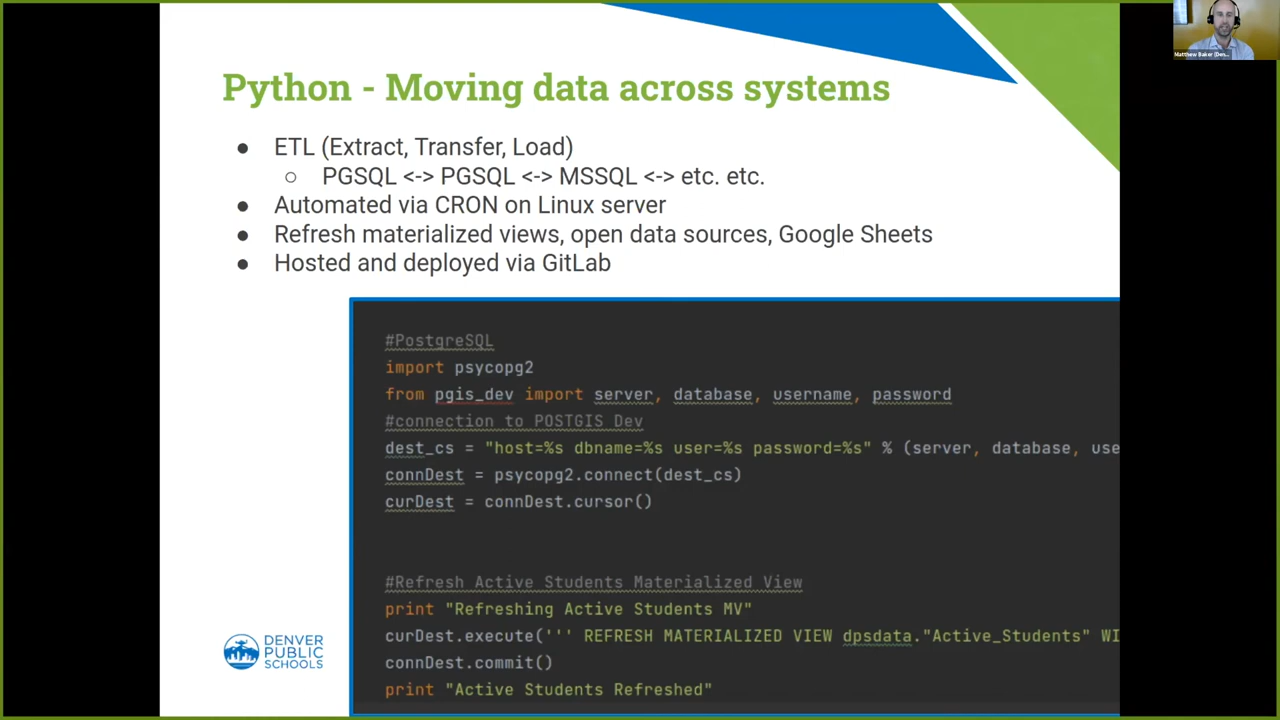 Matthew Baker (Den...
Python - Moving data across systems
● ETL (Extract, Transfer, Load)
○ PGSQL <-> PGSQL <-> MSSQL <-> etc. etc.
● Automated via CRON on Linux server
● Refresh materialized views, open data sources, Google Sheets
● Hosted and deployed via GitLab
#PostgreSQL
import psycopg2
from pgis_dev import server, database, username, password
#connection to POSTGIS Dev
dest_cs = "host=%s dbname=%s user=%s password=%s" % (server, database, use
connDest = psycopg2.connect(dest_cs)
curDest = connDest.cursor()
#Refresh Active Students Materialized View
print "Refreshing Active Students MV"
curDest.execute(''' REFRESH MATERIALIZED VIEW dpsdata."Active_Students" WI
connDest.commit()
print "Active Students Refreshed"
DENVER
PUBLIC
SCHOOLS